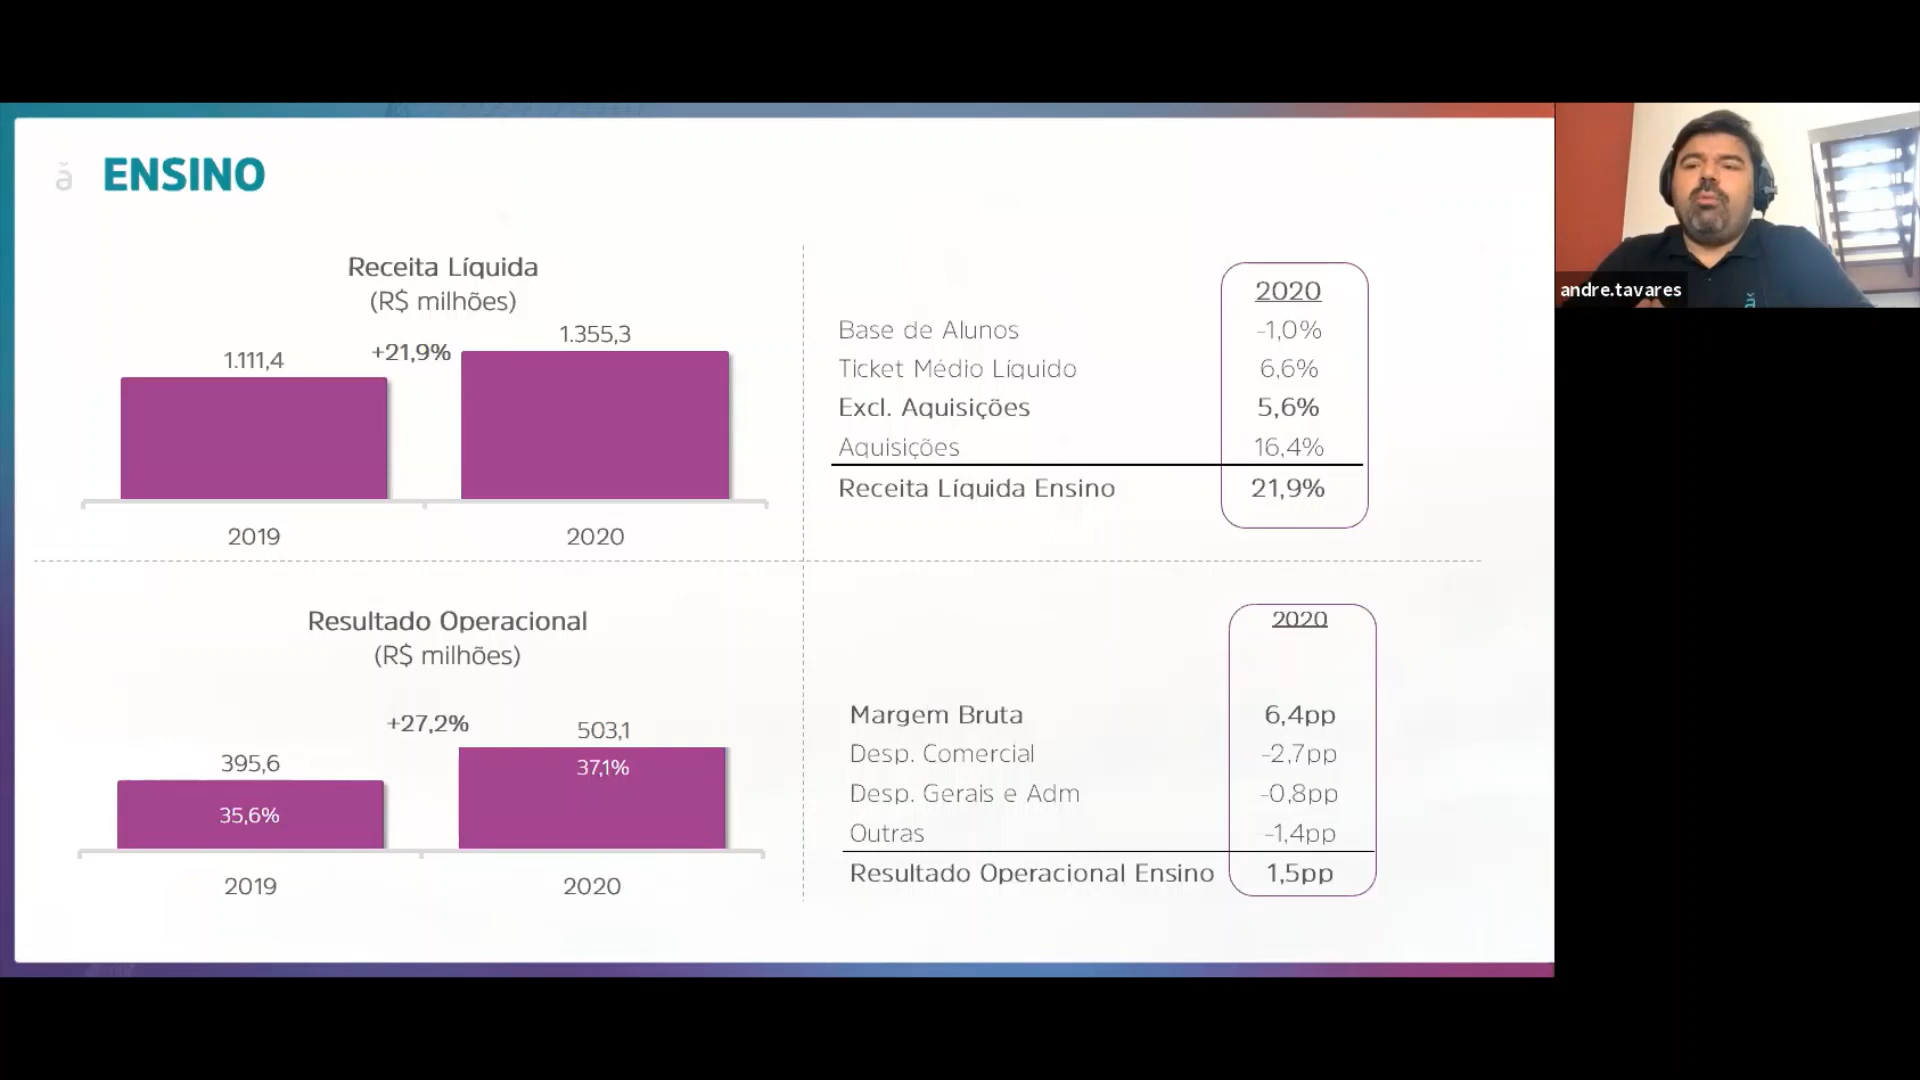 ă ENSINO
Receita Líquida
(R$ milhões)
1.111,4
+21,9%
1.355,3
2019
2020
2020
Base de Alunos -1,0%
Ticket Médio Líquido 6,6%
Excl. Aquisições 5,6%
Aquisições 16,4%
Receita Líquida Ensino 21,9%
Resultado Operacional
(R$ milhões)
395,6
35,6%
+27,2%
503,1
37,1%
2019
2020
2020
Margem Bruta 6,4pp
Desp. Comercial -2,7pp
Desp. Gerais e Adm -0,8pp
Outras -1,4pp
Resultado Operacional Ensino 1,5pp
andre.tavares
ă